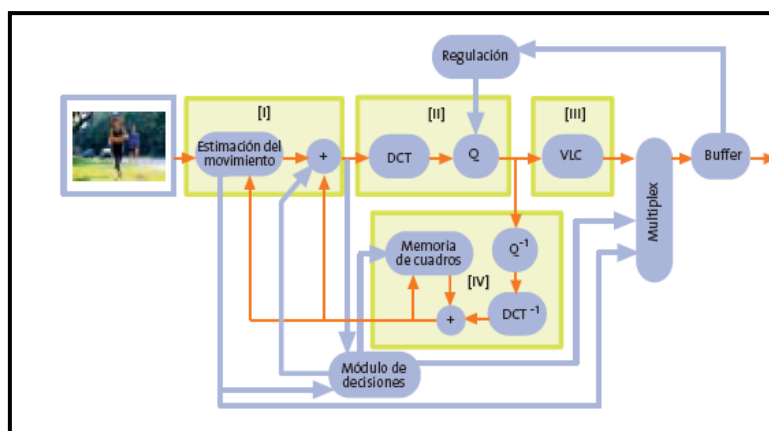 Regulación
[I]
[II]
[III]
Estimación del
movimiento
+
DCT
Q
VLC
Multiplex
Buffer
Memoria
de cuadros
Q⁻¹
[IV]
+
DCT ⁻¹
Módulo de
decisiones